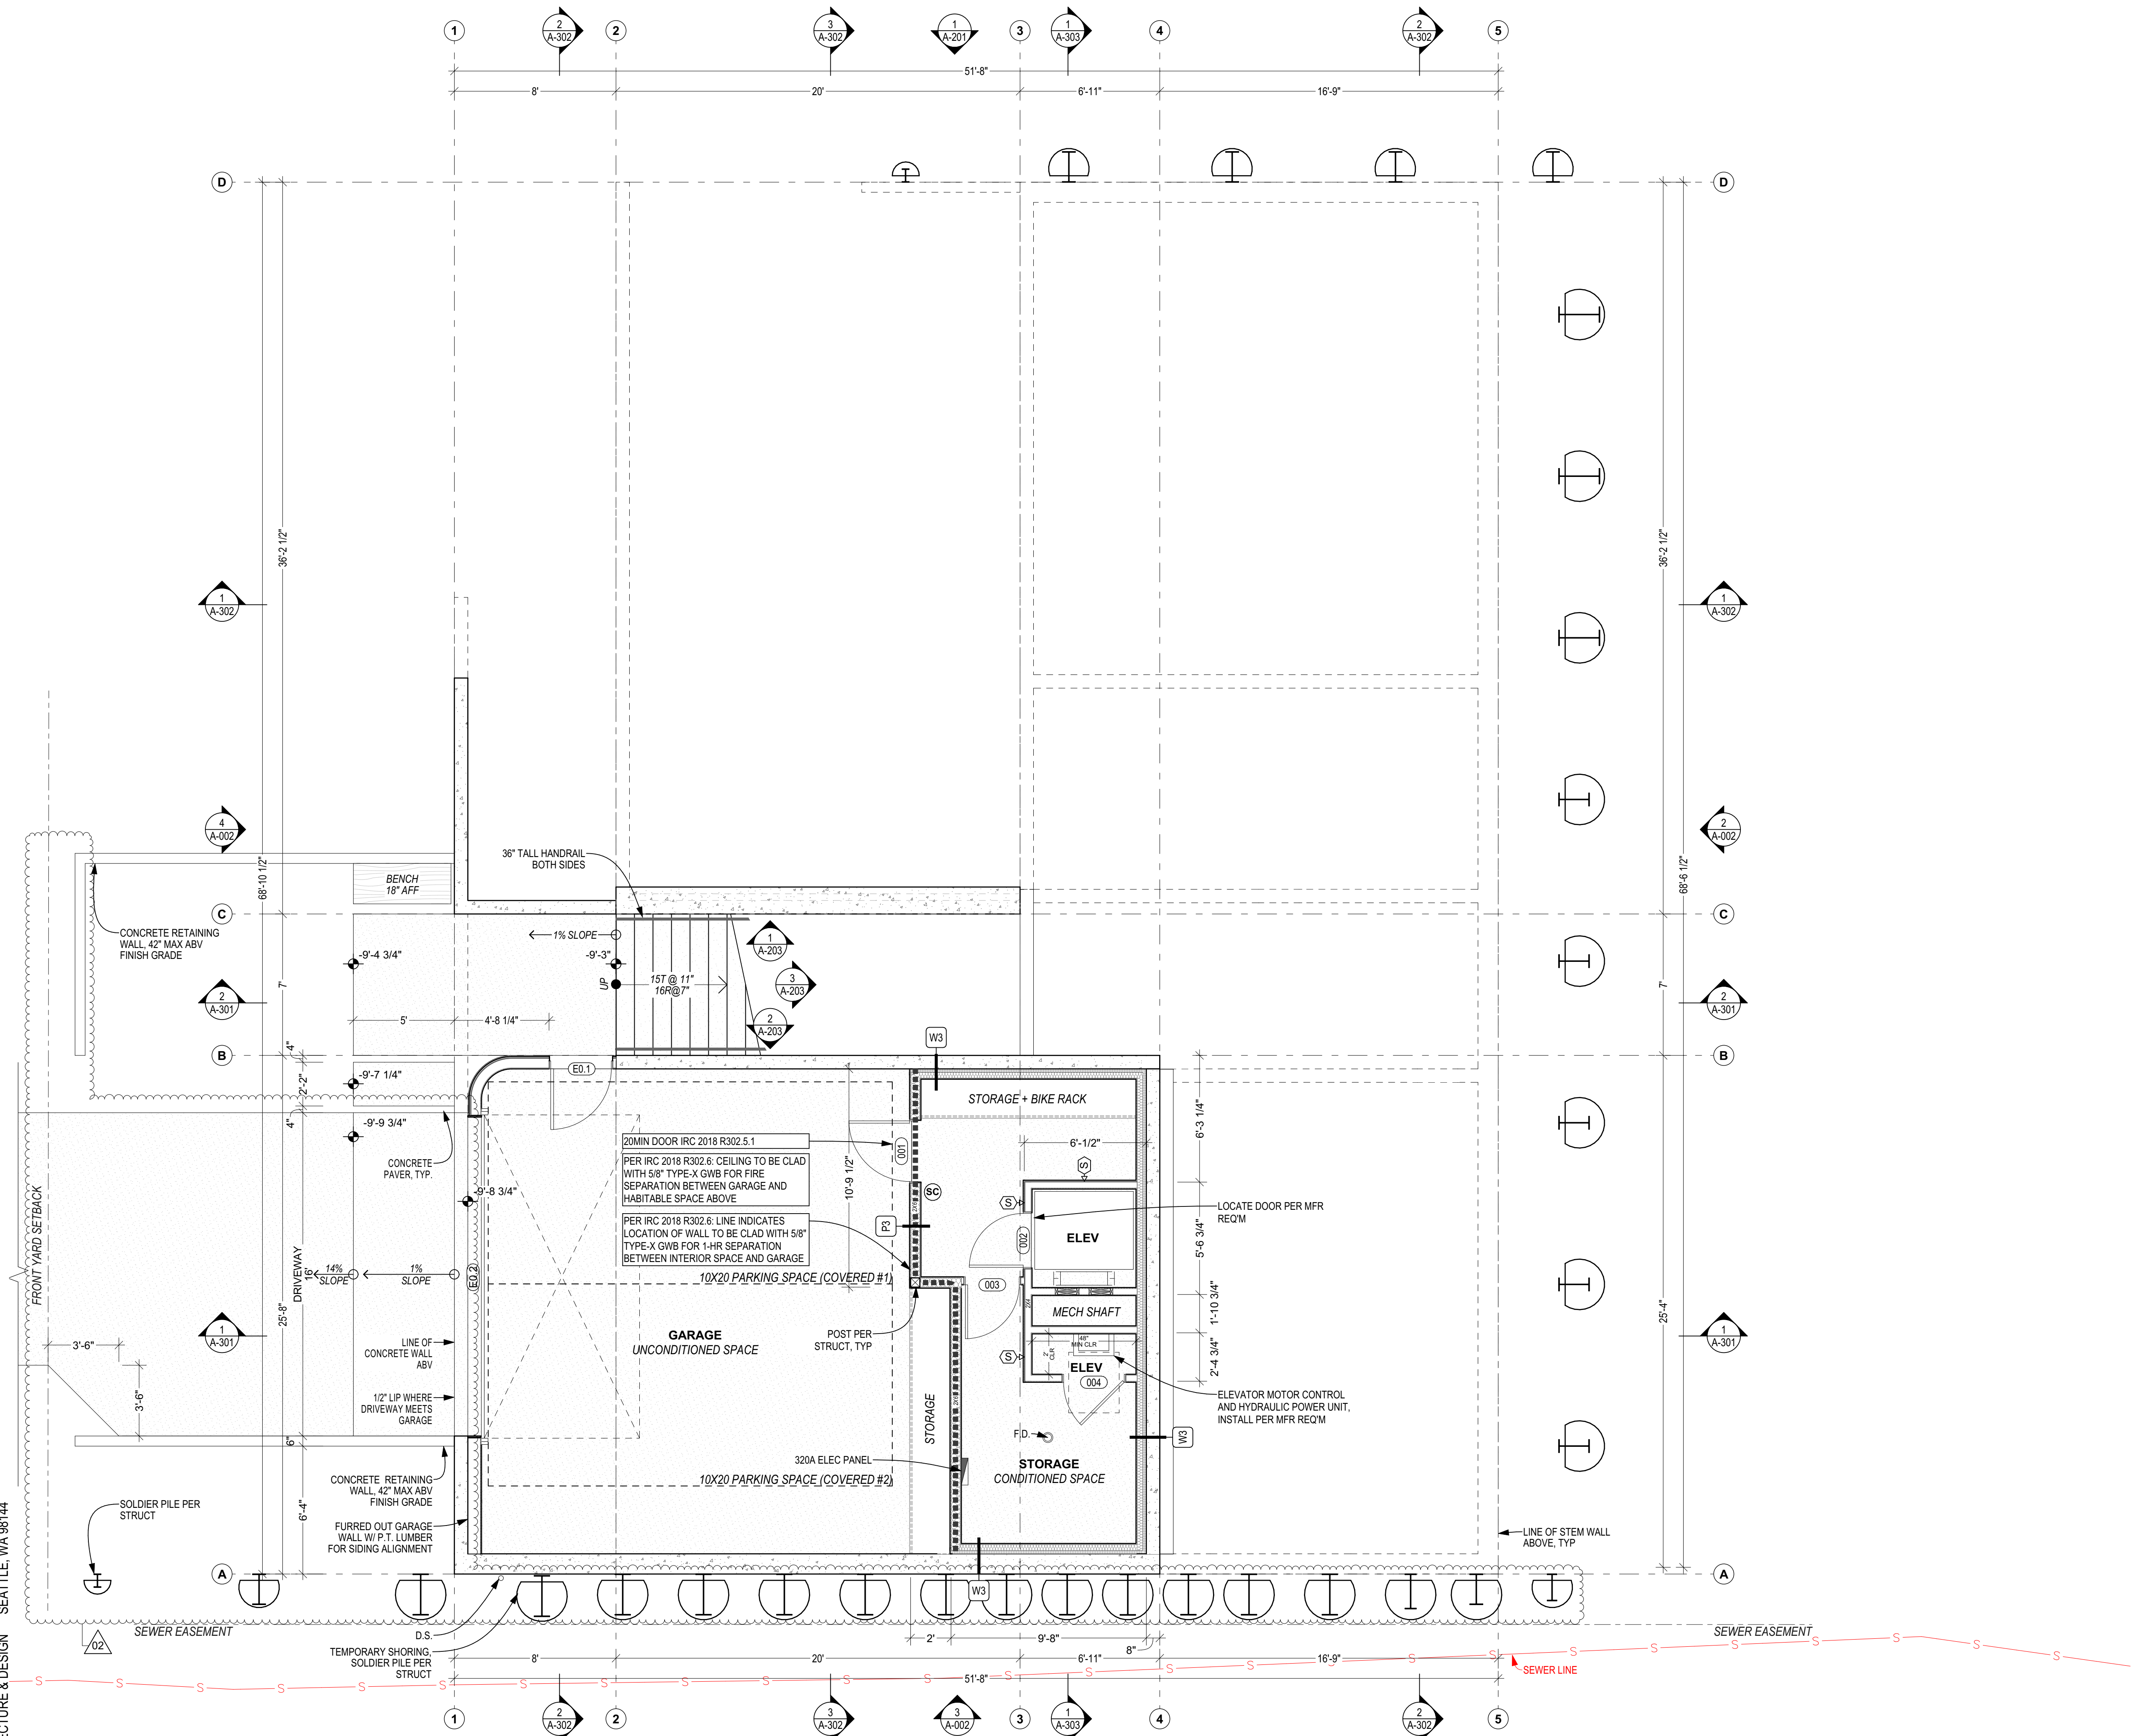 1
2
A-302
2
3
A-302
1
A-201
3
1
A-303
4
2
A-302
5
51'-8"
8'
20'
6'-11"
16'-9"
D
D
36'-2 1/2"
68'-10 1/2"
36'-2 1/2"
68'-6 1/2"
1
A-302
1
A-302
4
A-002
2
A-002
36" TALL HANDRAIL
BOTH SIDES
BENCH
18" AFF
C
C
CONCRETE RETAINING
WALL, 42" MAX ABV
FINISH GRADE
1% SLOPE
-9'-4 3/4"
-9'-3"
UP
15T @ 11"
16R@7"
1
A-203
3
A-203
2
A-203
2
A-301
2
A-301
7'
7'
5'
4'-8 1/4"
4"
B
B
W3
E0.1
-9'-7 1/4"
2'-2"
4"
-9'-9 3/4"
STORAGE + BIKE RACK
6'-3 1/4"
20MIN DOOR IRC 2018 R302.5.1
001
6'-1/2"
CONCRETE
PAVER, TYP.
PER IRC 2018 R302.6: CEILING TO BE CLAD
WITH 5/8" TYPE-X GWB FOR FIRE
SEPARATION BETWEEN GARAGE AND
HABITABLE SPACE ABOVE
10'-9 1/2"
S
SC
-9'-8 3/4"
S
2X6
LOCATE DOOR PER MFR
REQ'M
PER IRC 2018 R302.6: LINE INDICATES
LOCATION OF WALL TO BE CLAD WITH 5/8"
TYPE-X GWB FOR 1-HR SEPARATION
BETWEEN INTERIOR SPACE AND GARAGE
P3
002
ELEV
5'-6 3/4"
FRONT YARD SETBACK
DRIVEWAY
16'
14%
SLOPE
1%
SLOPE
E0.2
10X20 PARKING SPACE (COVERED #1)
003
2X4
MECH SHAFT
1'-10 3/4"
25'-8"
25'-4"
1
A-301
1
A-301
GARAGE
UNCONDITIONED SPACE
POST PER
STRUCT, TYP
3'-6"
LINE OF
CONCRETE WALL
ABV
48"
MIN CLR
2'
CLR
S
ELEV
004
2'-4 3/4"
3'-6"
1/2" LIP WHERE
DRIVEWAY MEETS
GARAGE
STORAGE
2X6
ELEVATOR MOTOR CONTROL
AND HYDRAULIC POWER UNIT,
INSTALL PER MFR REQ'M
6"
F.D.
W3
320A ELEC PANEL
STORAGE
CONDITIONED SPACE
10X20 PARKING SPACE (COVERED #2)
CONCRETE RETAINING
WALL, 42" MAX ABV
FINISH GRADE
6'-4"
SOLDIER PILE PER
STRUCT
FURRED OUT GARAGE
WALL W/ P.T. LUMBER
FOR SIDING ALIGNMENT
LINE OF STEM WALL
ABOVE, TYP
A
A
W3
02
SEWER EASEMENT
D.S.
TEMPORARY SHORING,
SOLDIER PILE PER
STRUCT
2'
9'-8"
8"
SEWER EASEMENT
8'
20'
6'-11"
16'-9"
51'-8"
S S S S S S S S S S S S S S S S S S S S S S S S S S
SEWER LINE
1
2
A-302
2
3
A-302
3
A-002
3
1
A-303
4
2
A-302
5
SEATTLE, WA 98144
& DESIGN